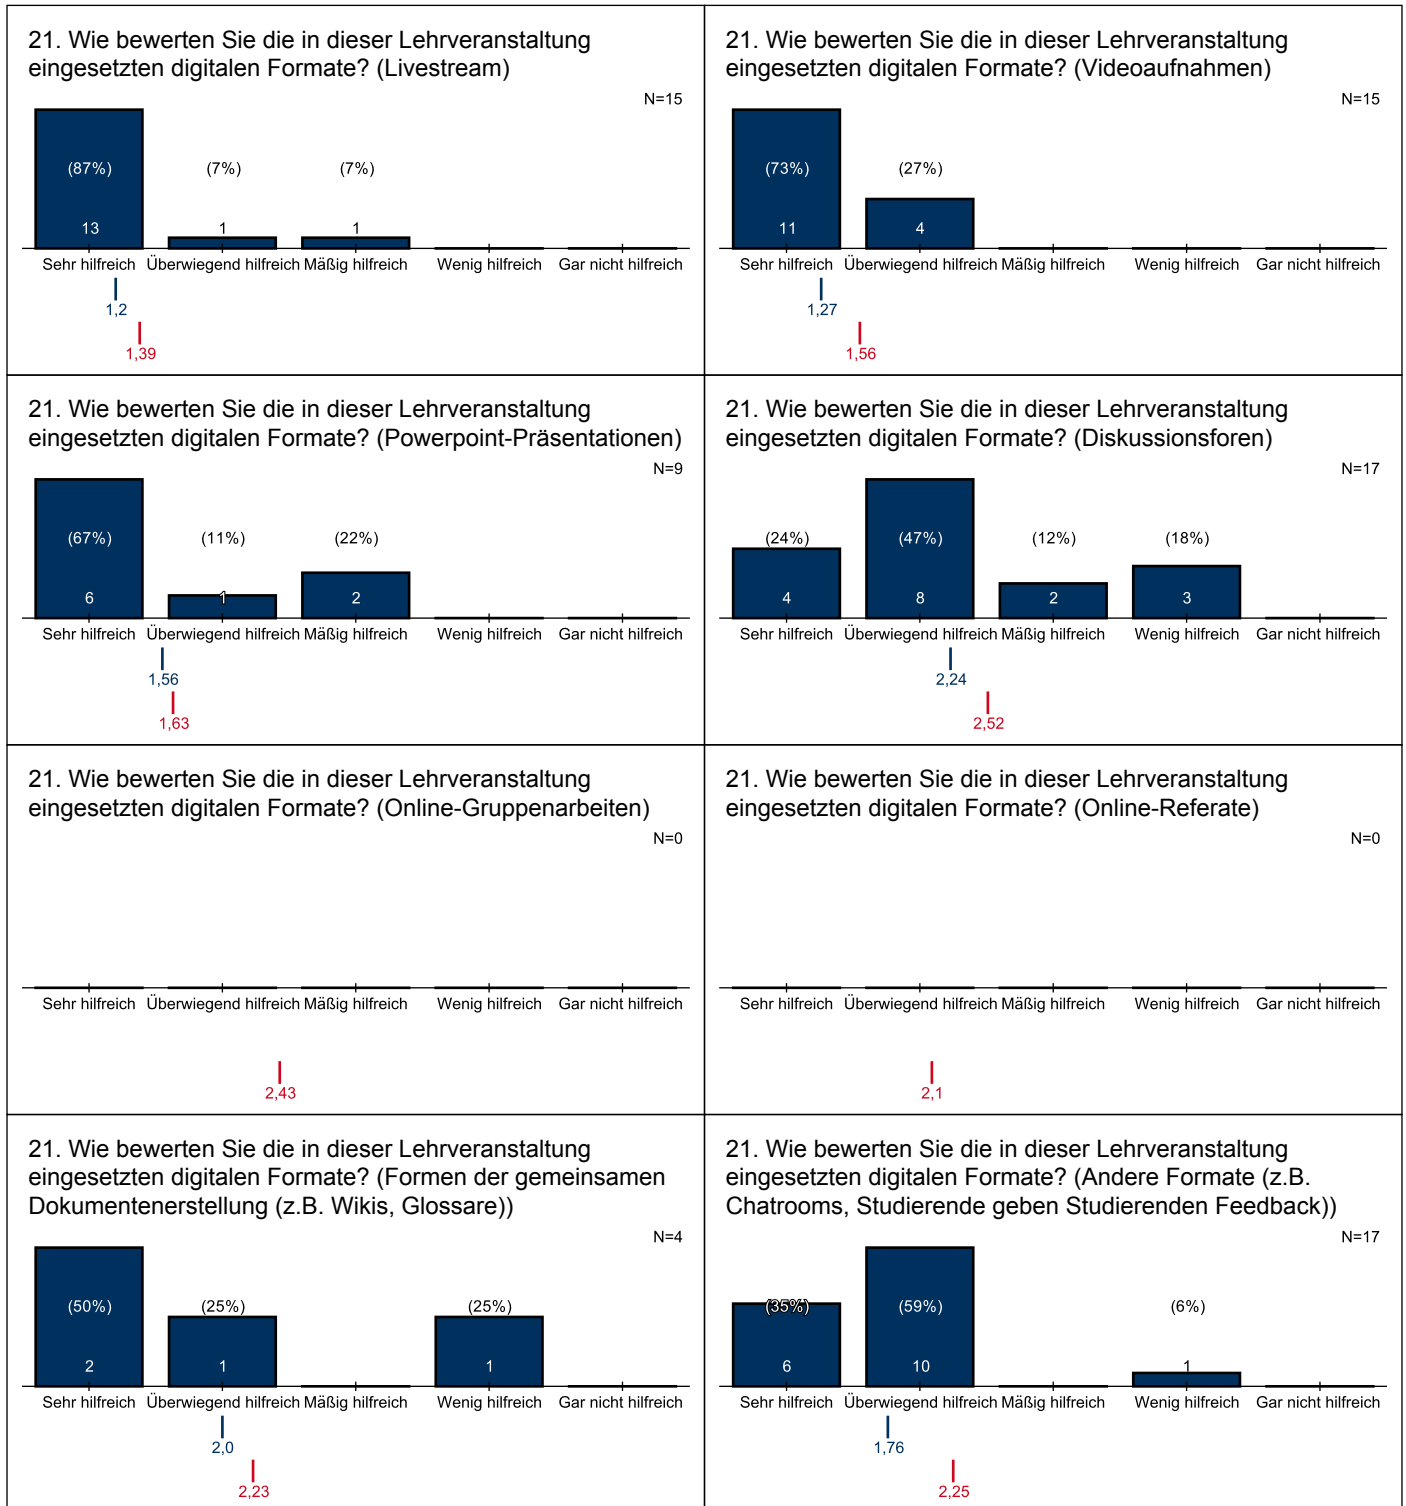 21. Wie bewerten Sie die in dieser Lehrveranstaltung
eingesetzten digitalen Formate? (Livestream)
N=15
(87%) (7%) (7%)
13 1 1
Sehr hilfreich Überwiegend hilfreich Mäßig hilfreich Wenig hilfreich Gar nicht hilfreich
1,2
1,39
21. Wie bewerten Sie die in dieser Lehrveranstaltung
eingesetzten digitalen Formate? (Videoaufnahmen)
N=15
(73%) (27%)
11 4
Sehr hilfreich Überwiegend hilfreich Mäßig hilfreich Wenig hilfreich Gar nicht hilfreich
1,27
1,56
21. Wie bewerten Sie die in dieser Lehrveranstaltung
eingesetzten digitalen Formate? (Powerpoint-Präsentationen)
N=9
(67%) (11%) (22%)
6 1 2
Sehr hilfreich Überwiegend hilfreich Mäßig hilfreich Wenig hilfreich Gar nicht hilfreich
1,56
1,63
21. Wie bewerten Sie die in dieser Lehrveranstaltung
eingesetzten digitalen Formate? (Diskussionsforen)
N=17
(24%) (47%) (12%) (18%)
4 8 2 3
Sehr hilfreich Überwiegend hilfreich Mäßig hilfreich Wenig hilfreich Gar nicht hilfreich
2,24
2,52
21. Wie bewerten Sie die in dieser Lehrveranstaltung
eingesetzten digitalen Formate? (Online-Gruppenarbeiten)
N=0
Sehr hilfreich Überwiegend hilfreich Mäßig hilfreich Wenig hilfreich Gar nicht hilfreich
2,43
21. Wie bewerten Sie die in dieser Lehrveranstaltung
eingesetzten digitalen Formate? (Online-Referate)
N=0
Sehr hilfreich Überwiegend hilfreich Mäßig hilfreich Wenig hilfreich Gar nicht hilfreich
2,1
21. Wie bewerten Sie die in dieser Lehrveranstaltung
eingesetzten digitalen Formate? (Formen der gemeinsamen
Dokumentenerstellung (z.B. Wikis, Glossare))
N=4
(50%) (25%) (25%)
2 1 1
Sehr hilfreich Überwiegend hilfreich Mäßig hilfreich Wenig hilfreich Gar nicht hilfreich
2,0
2,23
21. Wie bewerten Sie die in dieser Lehrveranstaltung
eingesetzten digitalen Formate? (Andere Formate (z.B.
Chatrooms, Studierende geben Studierenden Feedback))
N=17
(35%) (59%) (6%)
6 10 1
Sehr hilfreich Überwiegend hilfreich Mäßig hilfreich Wenig hilfreich Gar nicht hilfreich
1,76
2,25